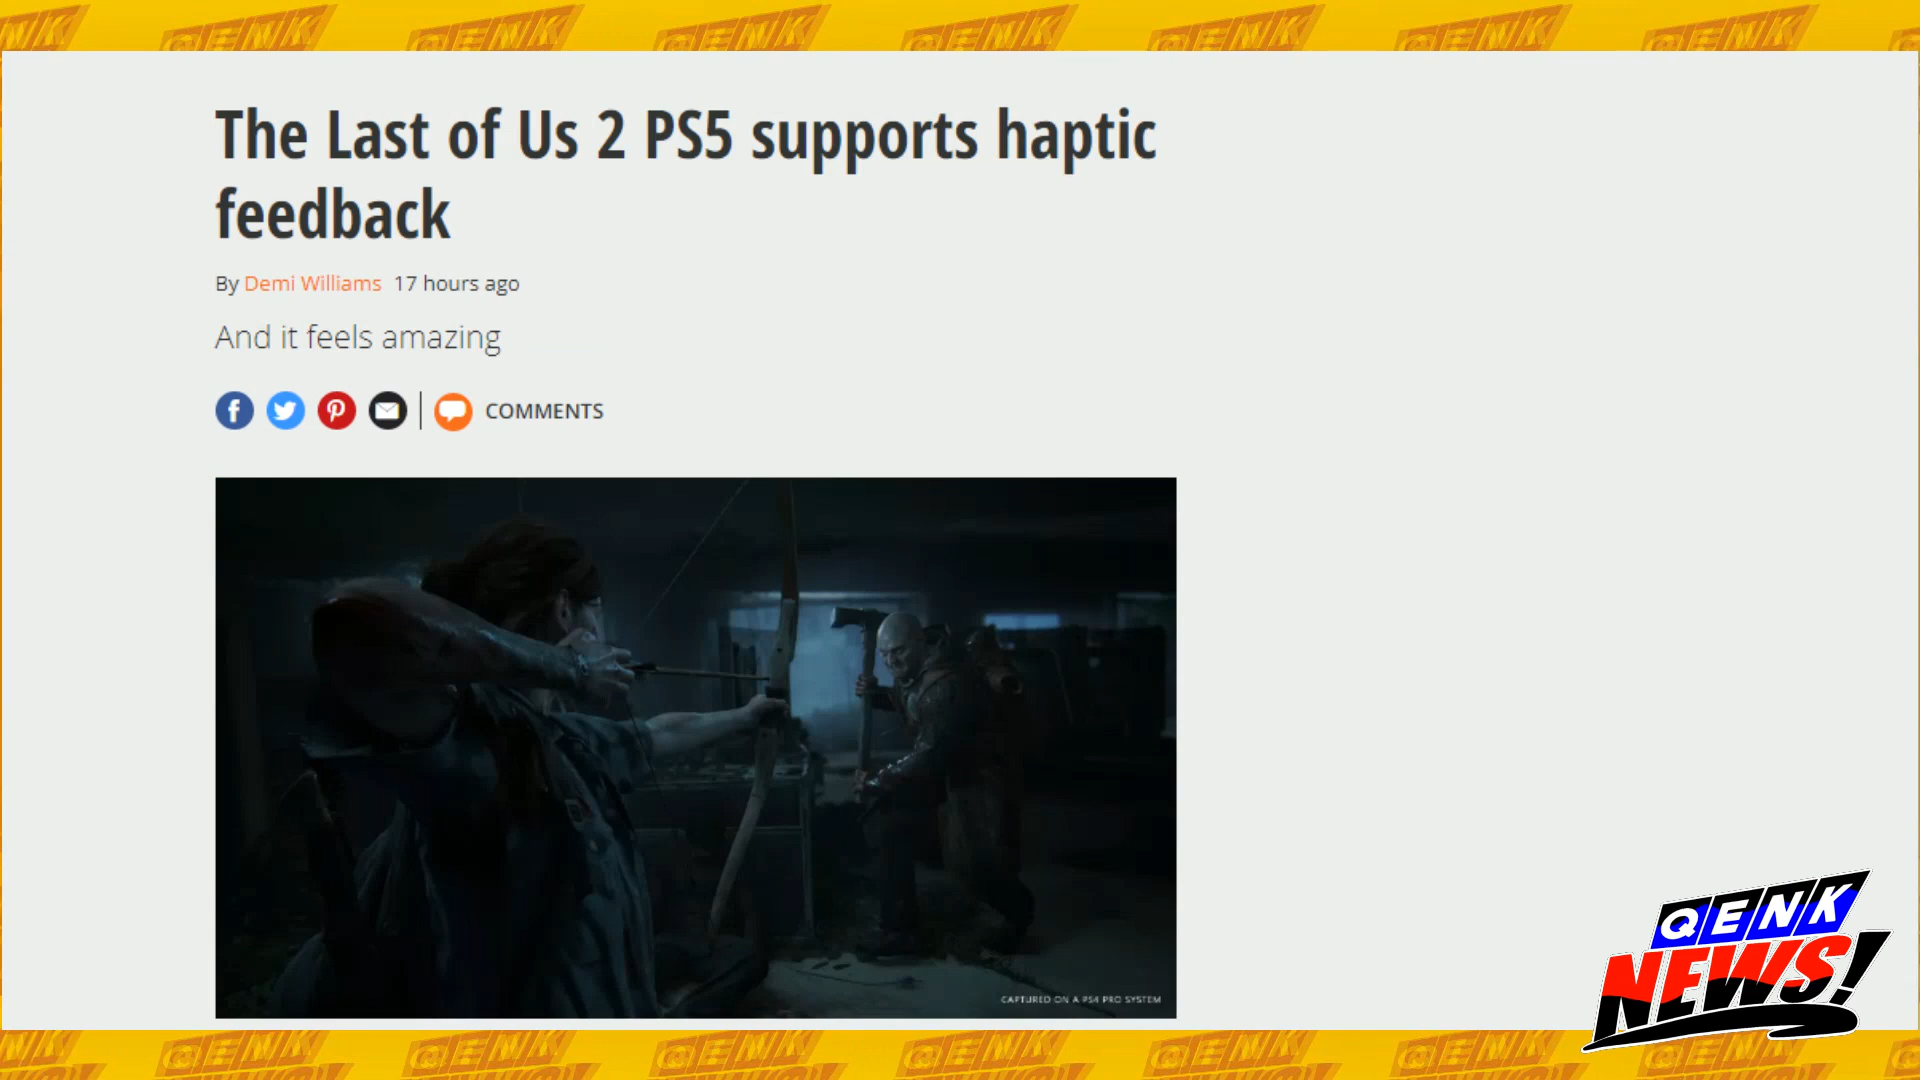 The Last of Us 2 PS5 supports haptic
feedback
By Demi Williams 17 hours ago
And it feels amazing
COMMENTS
CAPTURED ON A PS4 PRO SYSTEM
QENK
NEWS!